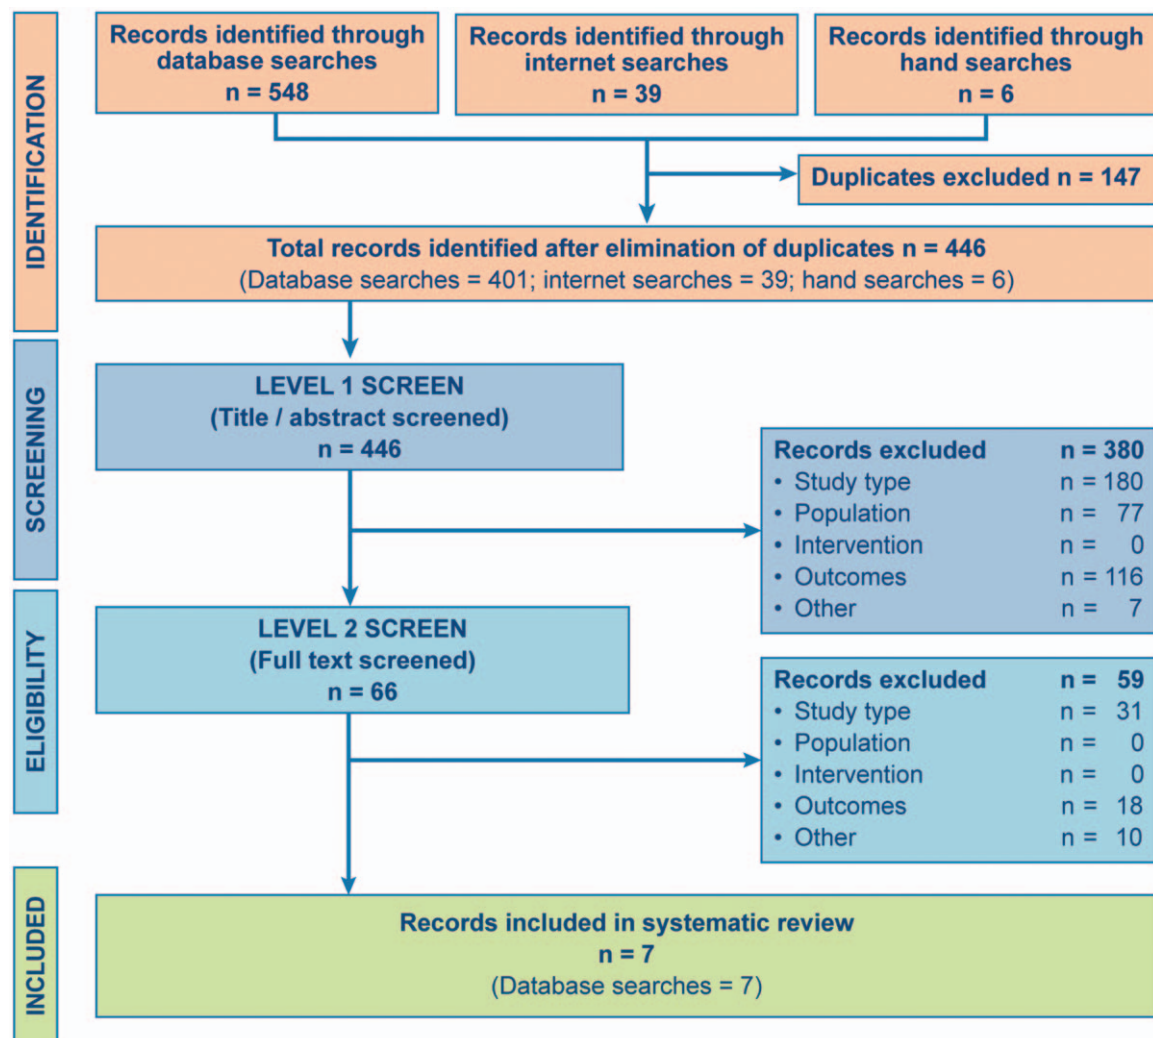 IDENTIFICATION
Records identified through
database searches
n = 548
Records identified through
internet searches
n = 39
Records identified through
hand searches
n = 6
Duplicates excluded n = 147
Total records identified after elimination of duplicates n = 446
(Database searches = 401; internet searches = 39; hand searches = 6)
SCREENING
LEVEL 1 SCREEN
(Title / abstract screened)
n = 446
Records excluded n = 380
• Study type n = 180
• Population n = 77
• Intervention n = 0
• Outcomes n = 116
• Other n = 7
ELIGIBILITY
LEVEL 2 SCREEN
(Full text screened)
n = 66
Records excluded n = 59
• Study type n = 31
• Population n = 0
• Intervention n = 0
• Outcomes n = 18
• Other n = 10
INCLUDED
Records included in systematic review
n = 7
(Database searches = 7)